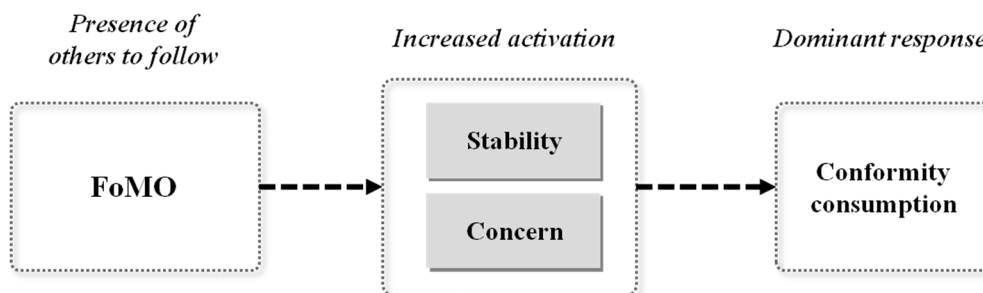 Presence of
others to follow
Increased activation
Dominant response
FoMO
Stability
Concern
Conformity
consumption